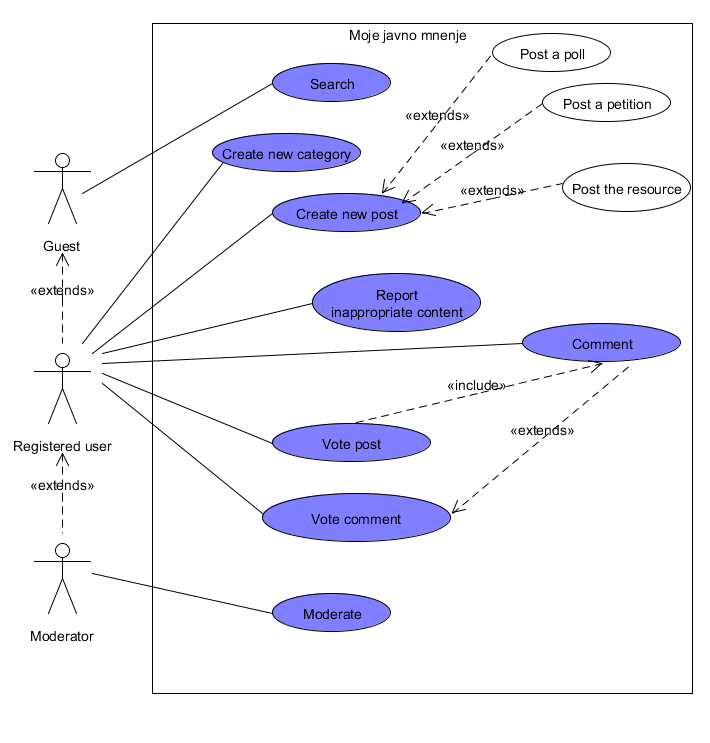 Moje javno mnenje
Post a poll
Search
Post a petition
«extends»
«extends»
Create new category
Post the resource
«extends»
Create new post
Guest
«extends»
Report
inappropriate content
Comment
«include»
«extends»
Registered user
Vote post
«extends»
Vote comment
Moderate
Moderator